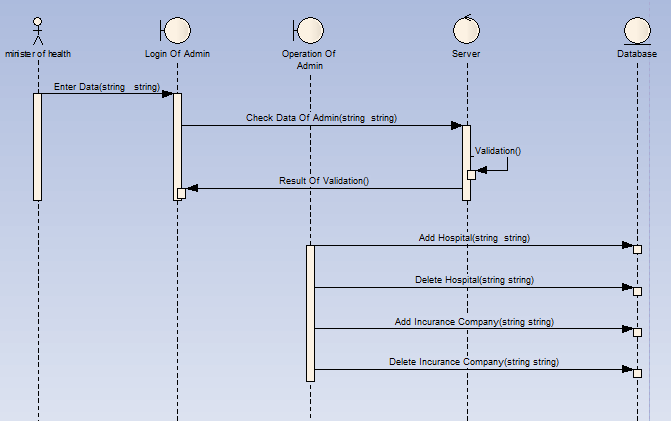 minister of health
Login Of Admin
Operation Of
Admin
Server
Database
Enter Data(string   string)
Check Data Of Admin(string  string)
Validation()
Result Of Validation()
Add Hospital(string  string)
Delete Hospital(string string)
Add Incurance Company(string string)
Delete Incurance Company(string string)